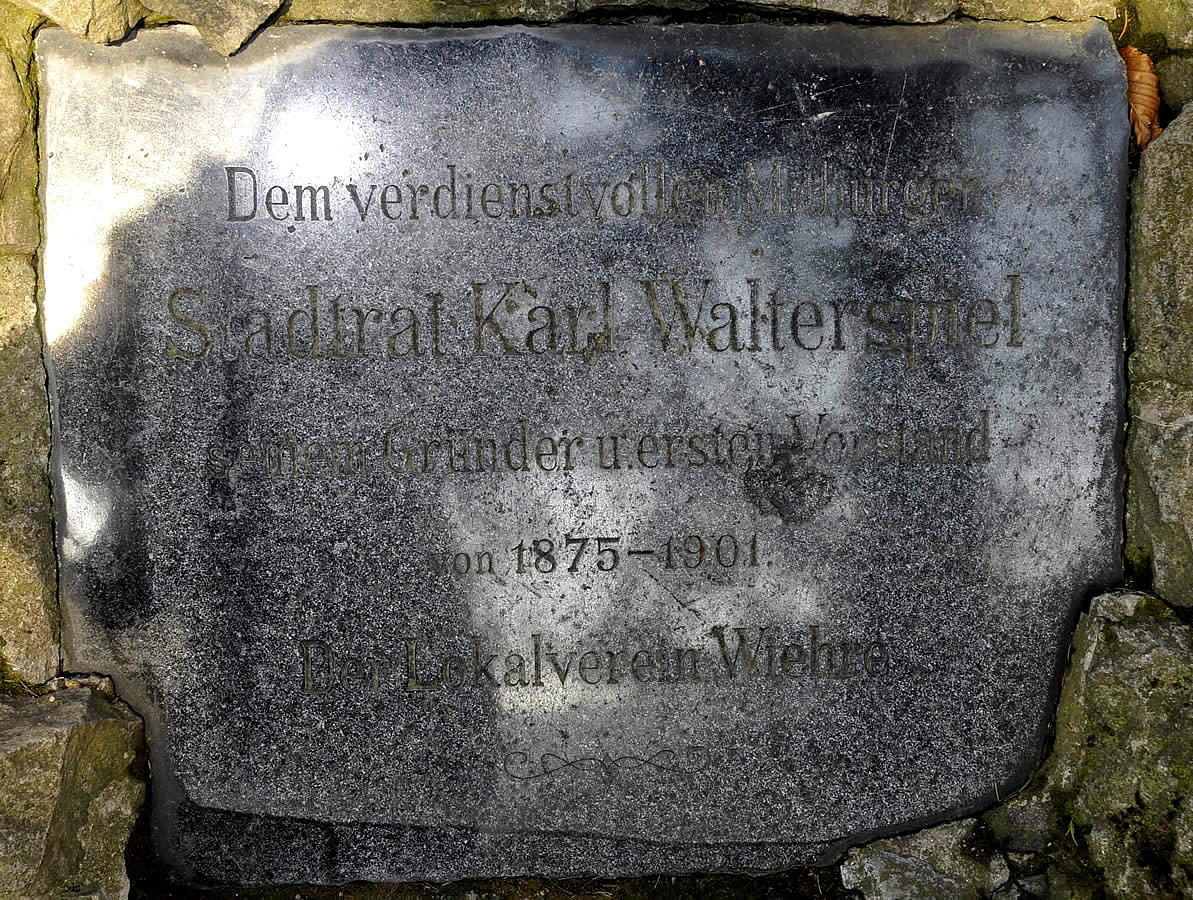 Dem verdienstvollen Mitbürger
Stadtrat Karl Walterspiel
seinem Gründer u. ersten Vorstand
von 1875–1901.
Der Lokalverein Wiehre